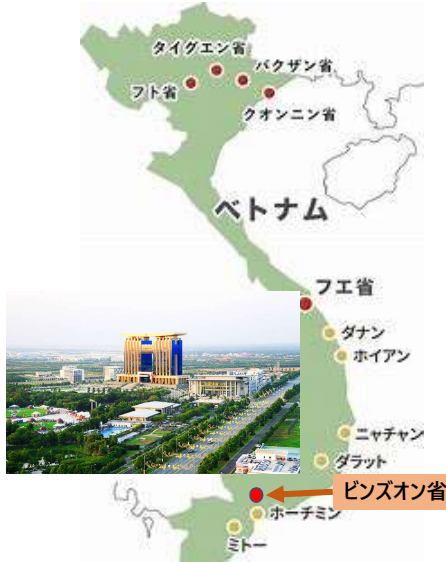 タイグエン省
バクザン省
フト省
クオンニン省
ベトナム
フエ省
ダナン
ホイアン
ニャチャン
ダラット
ビンズオン省
ホーチミン
ミトー